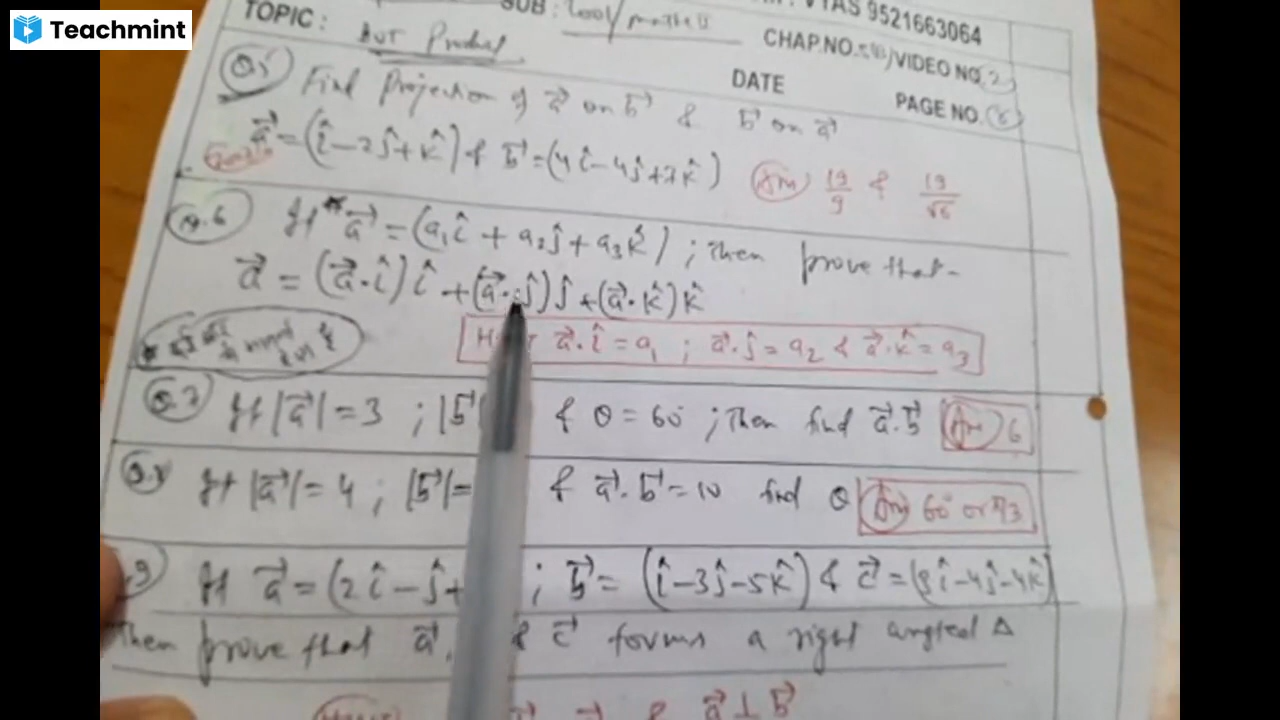 Teachmint
TOPIC: Dot Product
SUB:
VYAS 9521663064
CHAP.NO. /VIDEO NO.
DATE
PAGE NO.
Q.5 Find Projection of a⃗ on b⃗ & b⃗ on a⃗
a⃗ = (î-2ĵ+k̂) & b⃗ = (4î-4ĵ+7k̂) Ans 19/9 & 19/√6
Q.6 If a⃗ = (a₁î + a₂ĵ + a₃k̂) ; Then prove that-
a⃗ = (a⃗·î)î + (a⃗·ĵ)ĵ + (a⃗·k̂)k̂
a⃗·î = a₁ ; a⃗·ĵ = a₂ & a⃗·k̂ = a₃
Q.7 If |a⃗| = 3 ; |b⃗| & θ = 60° ; Then find a⃗·b⃗ Ans 6
Q.8 If |a⃗| = 4 ; |b⃗| = & a⃗·b⃗ = 10 find θ Ans 60° or π/3
.9 If a⃗ = (2î-ĵ+ ; b⃗ = (î-3ĵ-5k̂) & c⃗ = (3î-4ĵ-4k̂)
Then prove that a⃗, & c⃗ forms a right angled Δ
& a⃗ ⊥ b⃗